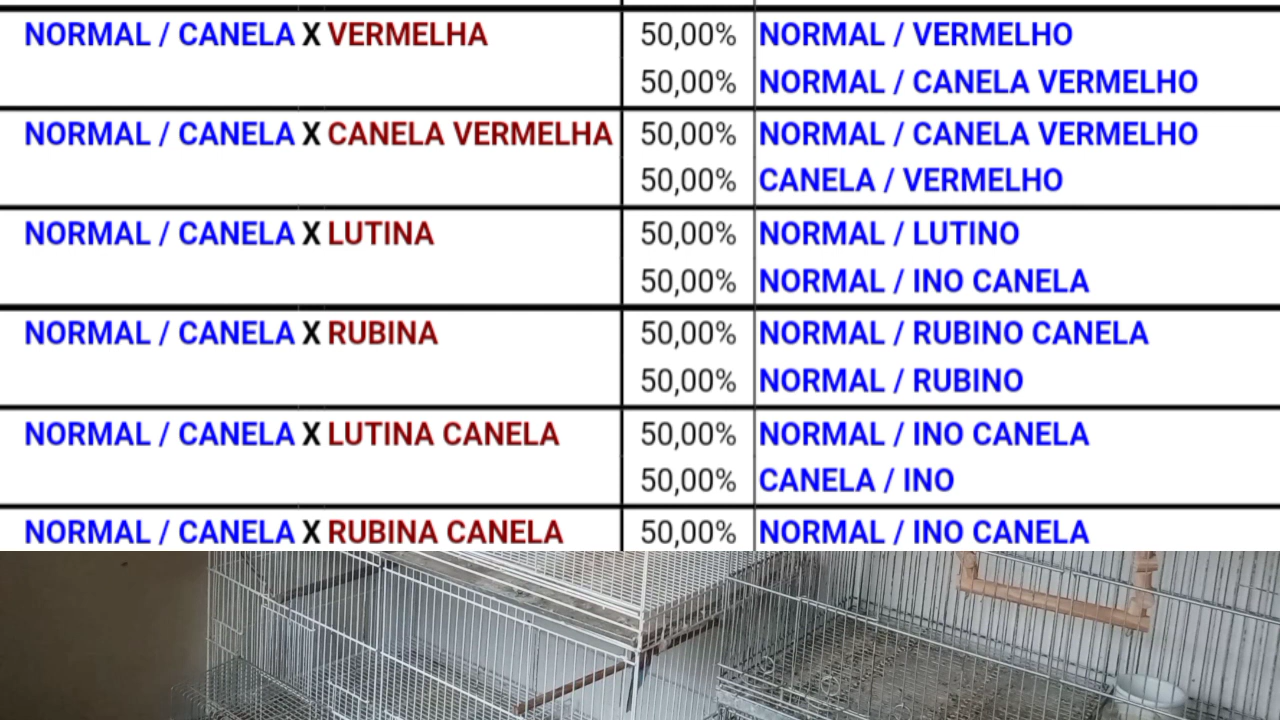 NORMAL / CANELA X VERMELHA 50,00% NORMAL / VERMELHO
50,00% NORMAL / CANELA VERMELHO
NORMAL / CANELA X CANELA VERMELHA 50,00% NORMAL / CANELA VERMELHO
50,00% CANELA / VERMELHO
NORMAL / CANELA X LUTINA 50,00% NORMAL / LUTINO
50,00% NORMAL / INO CANELA
NORMAL / CANELA X RUBINA 50,00% NORMAL / RUBINO CANELA
50,00% NORMAL / RUBINO
NORMAL / CANELA X LUTINA CANELA 50,00% NORMAL / INO CANELA
50,00% CANELA / INO
NORMAL / CANELA X RUBINA CANELA 50,00% NORMAL / INO CANELA